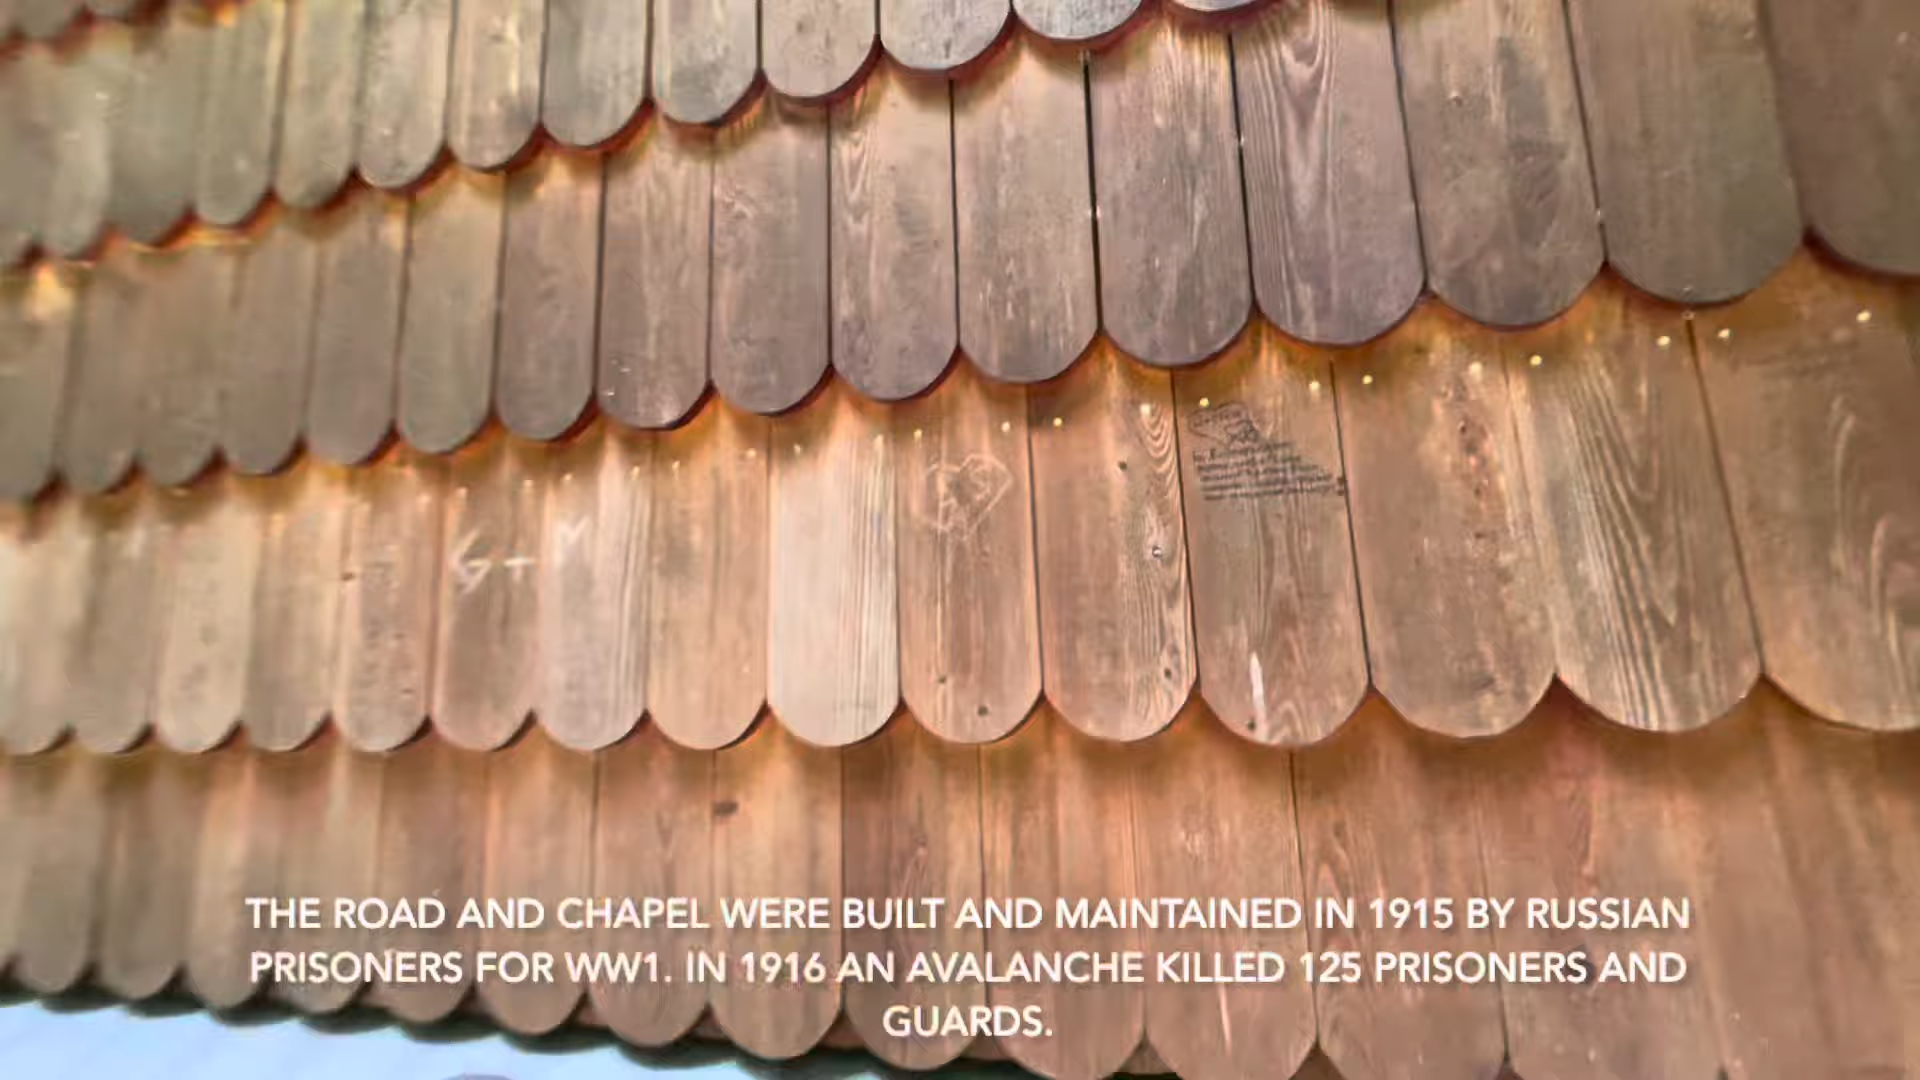 G+M
THE ROAD AND CHAPEL WERE BUILT AND MAINTAINED IN 1915 BY RUSSIAN
PRISONERS FOR WW1. IN 1916 AN AVALANCHE KILLED 125 PRISONERS AND
GUARDS.